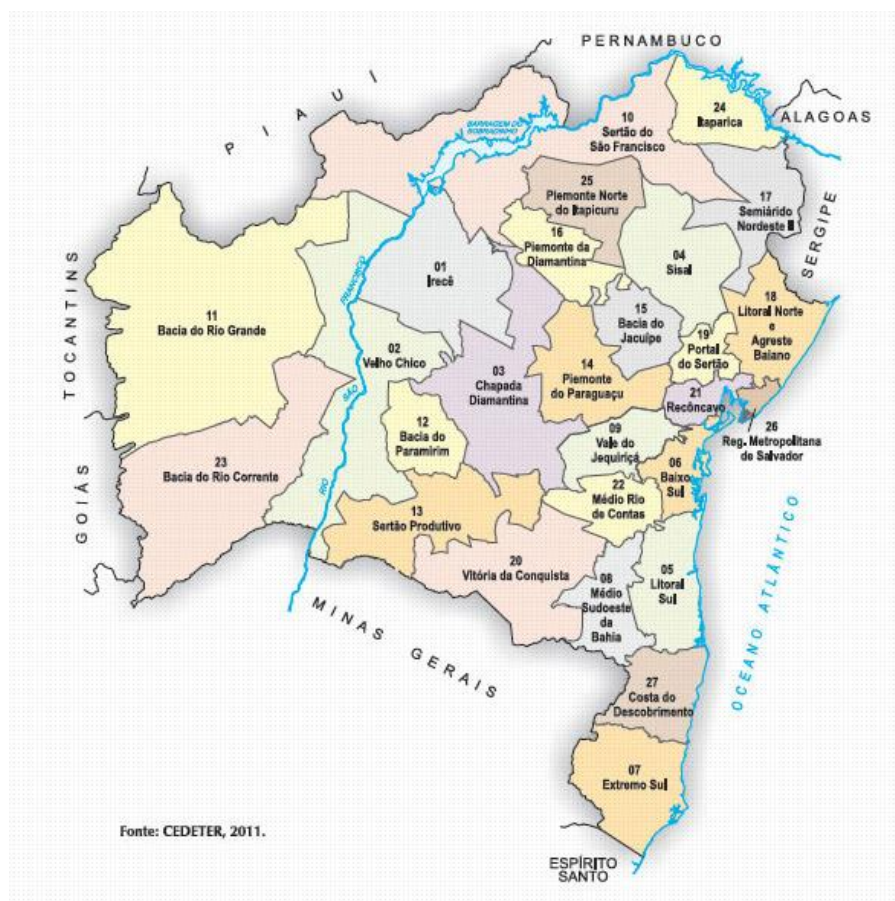 PERNAMBUCO
PIAUÍ
ALAGOAS
BARRAGEM DO
SOBRADINHO
10
Sertão do
São Francisco
24
Itaparica
25
Piemonte Norte
do Itapicuru
17
Semiárido
Nordeste II
SERGIPE
16
Piemonte da
Diamantina
04
Sisal
01
Irecê
TOCANTINS
FRANCISCO
11
Bacia do Rio Grande
15
Bacia do
Jacuípe
18
Litoral Norte
e
Agreste
Baiano
19
Portal
do Sertão
02
Velho Chico
03
Chapada
Diamantina
14
Piemonte
do Paraguaçu
SÃO
21
Recôncavo
26
Reg. Metropolitana
de Salvador
12
Bacia do
Paramirim
09
Vale do
Jequiriçá
06
Baixo
Sul
23
Bacia do Rio Corrente
GOIÁS
RIO
22
Médio Rio
de Contas
13
Sertão Produtivo
20
Vitória da Conquista
08
Médio
Sudoeste
da
Bahia
05
Litoral
Sul
OCEANO ATLÂNTICO
MINAS GERAIS
27
Costa do
Descobrimento
07
Extremo Sul
Fonte: CEDETER, 2011.
ESPÍRITO
SANTO